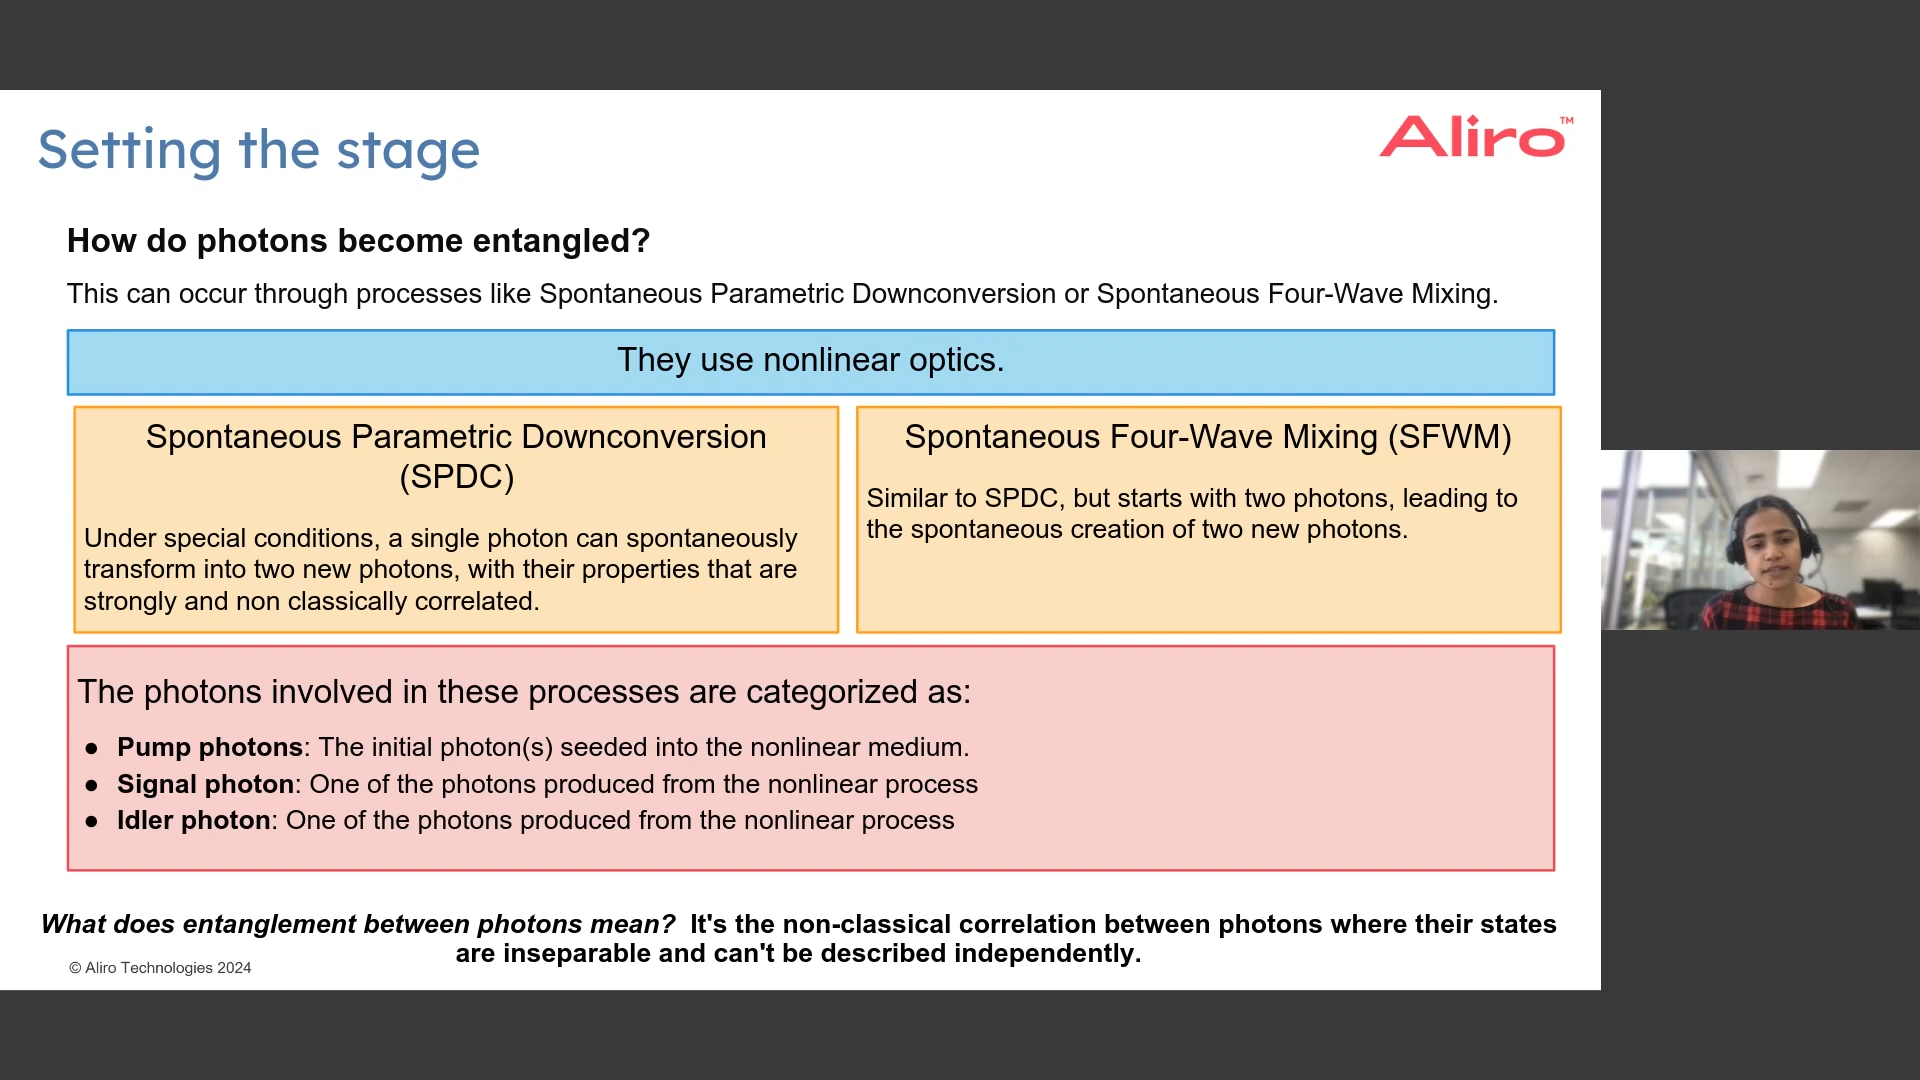 Setting the stage
Aliro™
How do photons become entangled?
This can occur through processes like Spontaneous Parametric Downconversion or Spontaneous Four-Wave Mixing.
They use nonlinear optics.
Spontaneous Parametric Downconversion
(SPDC)
Under special conditions, a single photon can spontaneously
transform into two new photons, with their properties that are
strongly and non classically correlated.
Spontaneous Four-Wave Mixing (SFWM)
Similar to SPDC, but starts with two photons, leading to
the spontaneous creation of two new photons.
The photons involved in these processes are categorized as:
● Pump photons: The initial photon(s) seeded into the nonlinear medium.
● Signal photon: One of the photons produced from the nonlinear process
● Idler photon: One of the photons produced from the nonlinear process
What does entanglement between photons mean? It's the non-classical correlation between photons where their states
are inseparable and can't be described independently.
© Aliro Technologies 2024